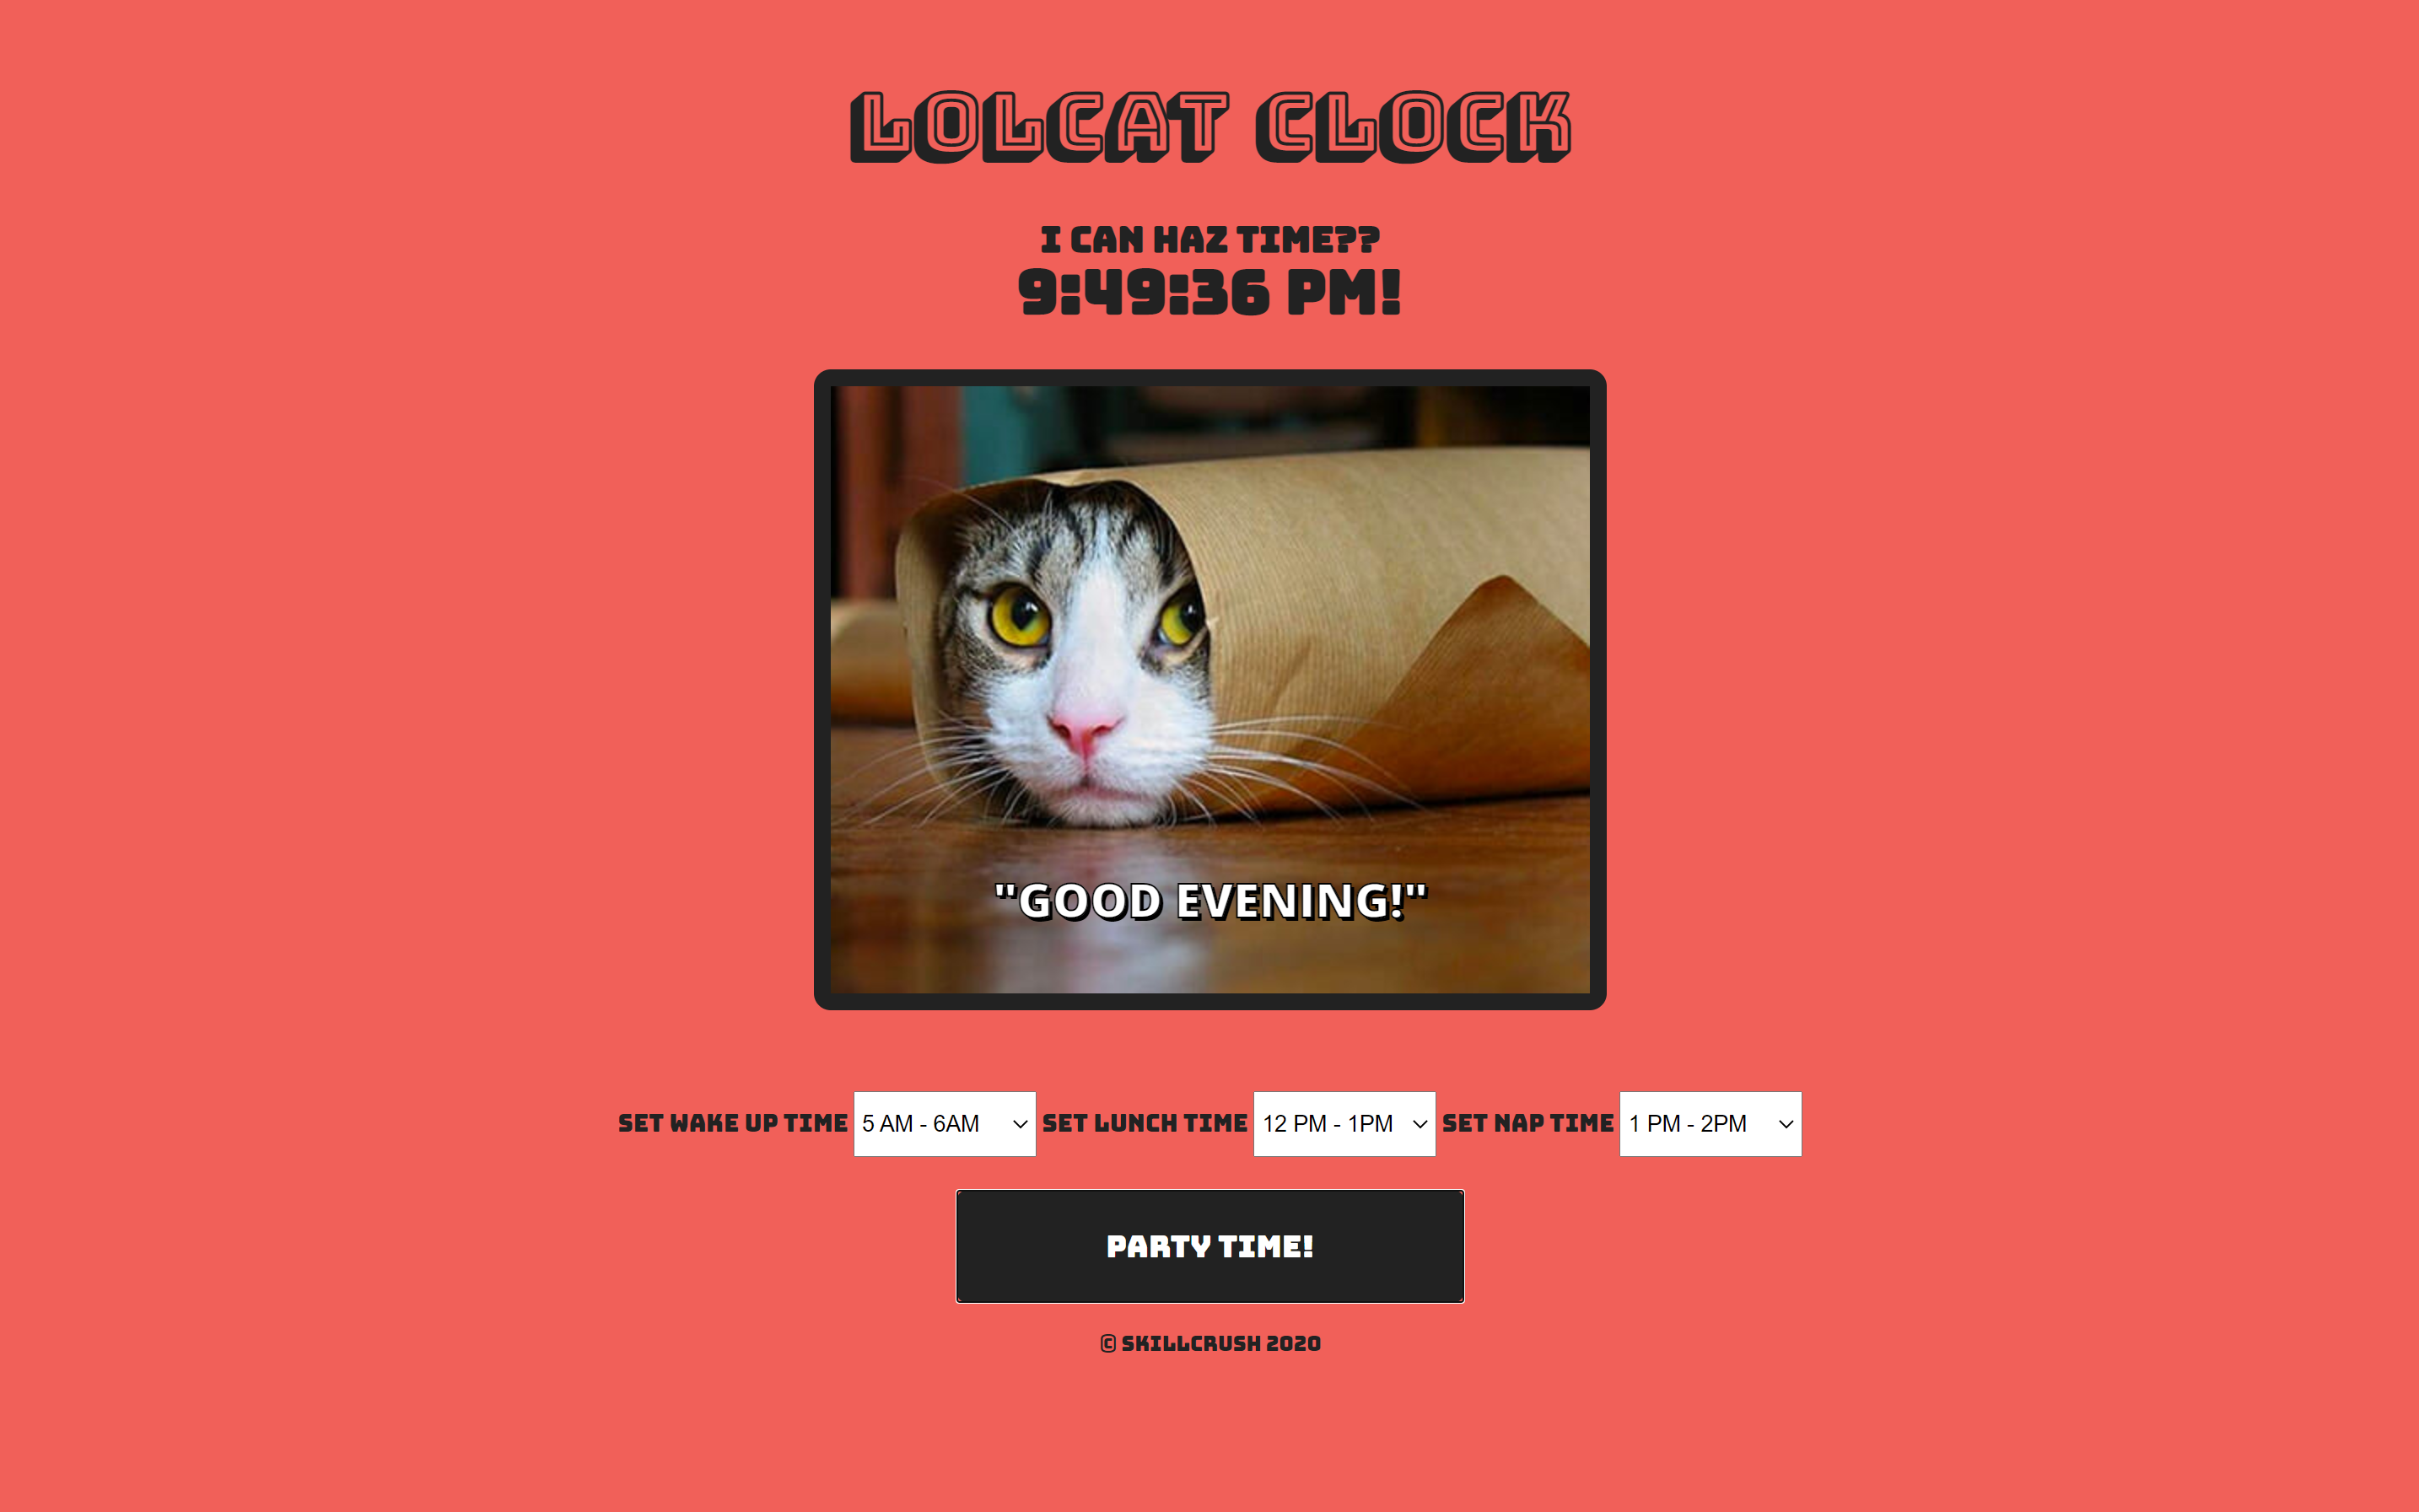 LOLCAT CLOCK
I CAN HAZ TIME??
9:49:36 PM!
"GOOD EVENING!"
SET WAKE UP TIME 5 AM - 6AM SET LUNCH TIME 12 PM - 1PM SET NAP TIME 1 PM - 2PM
PARTY TIME!
© SKILLCRUSH 2020